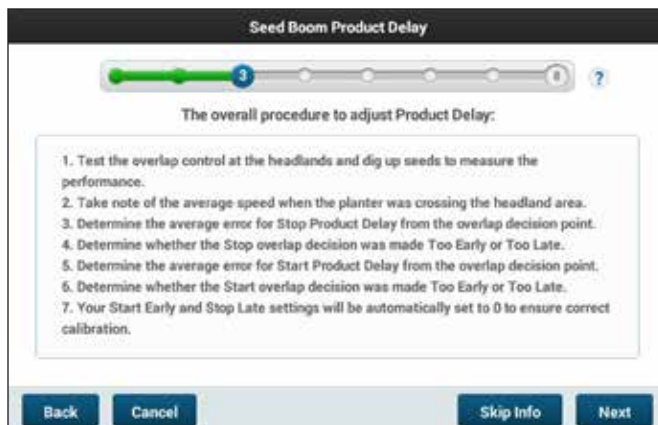 Seed Boom Product Delay
3
8
?
The overall procedure to adjust Product Delay:
1. Test the overlap control at the headlands and dig up seeds to measure the
performance.
2. Take note of the average speed when the planter was crossing the headland area.
3. Determine the average error for Stop Product Delay from the overlap decision point.
4. Determine whether the Stop overlap decision was made Too Early or Too Late.
5. Determine the average error for Start Product Delay from the overlap decision point.
6. Determine whether the Start overlap decision was made Too Early or Too Late.
7. Your Start Early and Stop Late settings will be automatically set to 0 to ensure correct
calibration.
Back
Cancel
Skip Info
Next